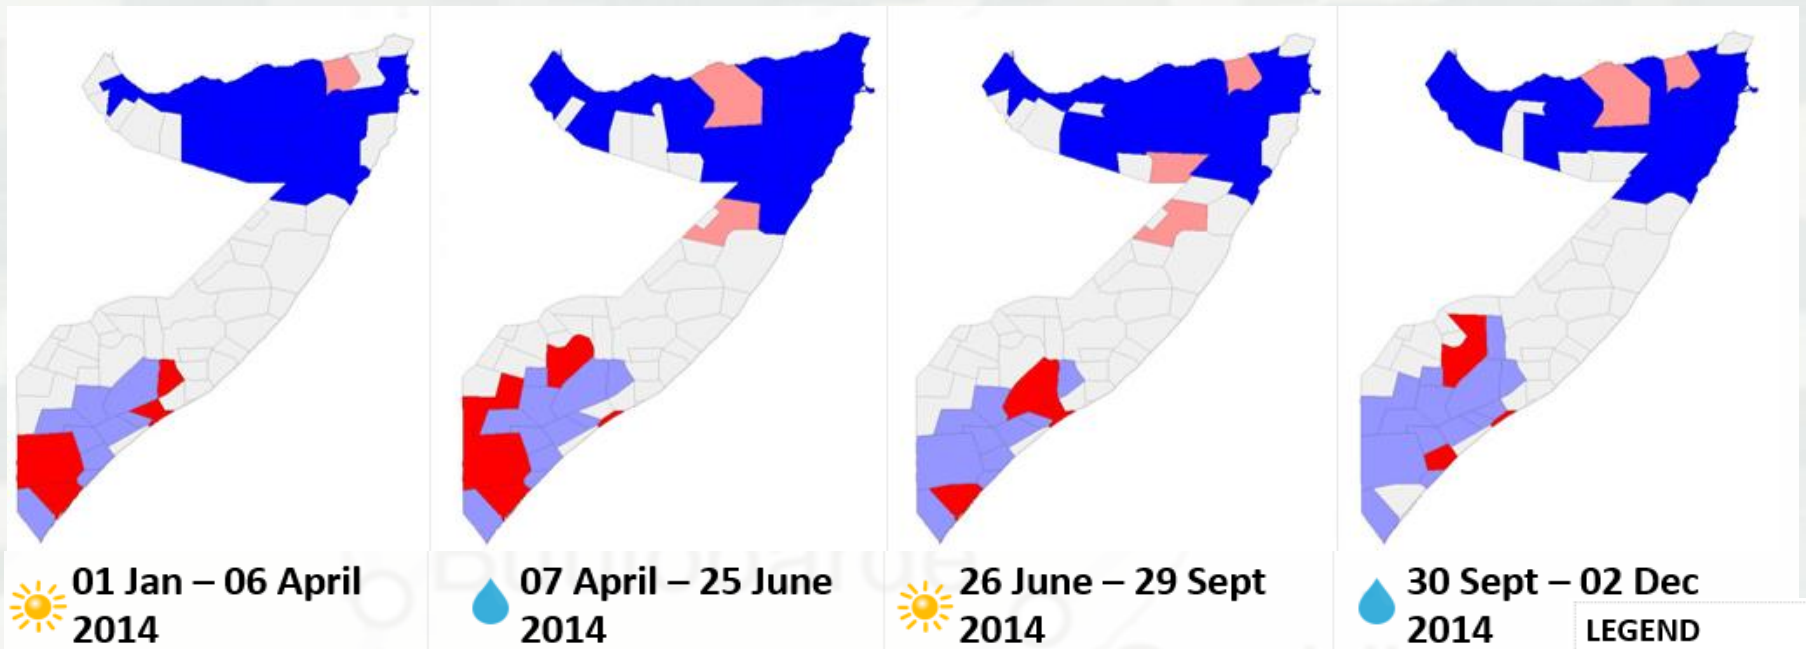 01 Jan – 06 April
2014
07 April – 25 June
2014
26 June – 29 Sept
2014
30 Sept – 02 Dec
2014
LEGEND